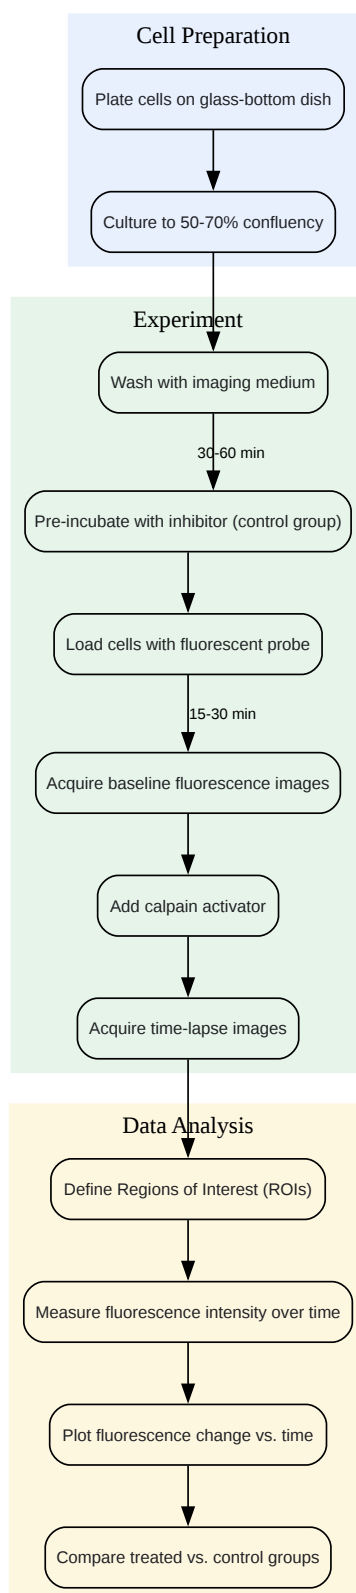 Cell Preparation
Plate cells on glass-bottom dish
Culture to 50-70% confluency
Experiment
Wash with imaging medium
30-60 min
Pre-incubate with inhibitor (control group)
Load cells with fluorescent probe
15-30 min
Acquire baseline fluorescence images
Add calpain activator
Acquire time-lapse images
Data Analysis
Define Regions of Interest (ROIs)
Measure fluorescence intensity over time
Plot fluorescence change vs. time
Compare treated vs. control groups